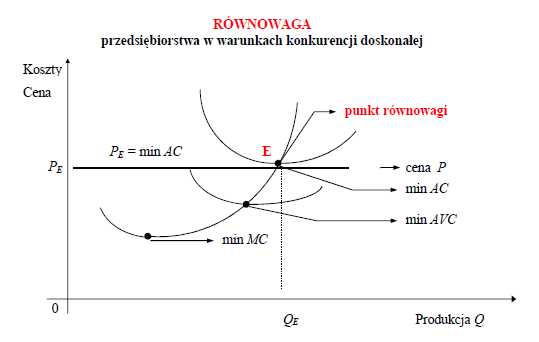 RÓWNOWAGA
przedsiębiorstwa w warunkach konkurencji doskonałej
Koszty
Cena
punkt równowagi
E
PE = min AC
PE
cena P
min AC
min AVC
min MC
0
QE
Produkcja Q